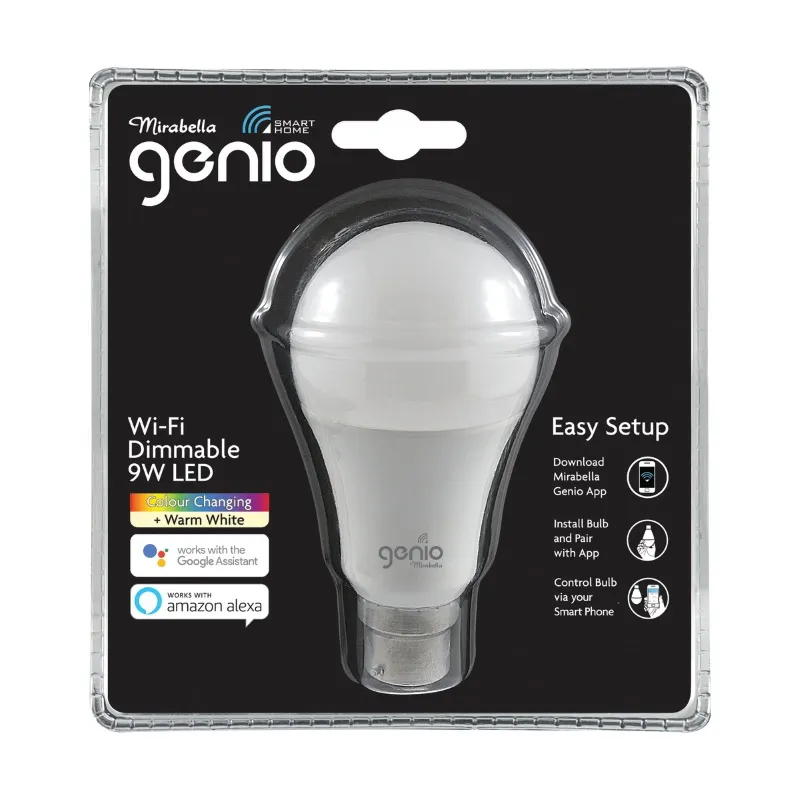 Mirabella
SMART
HOME
genio
Wi-Fi
Dimmable
9W LED
Colour Changing
+ Warm White
works with the
Google Assistant
WORKS WITH
amazon alexa
Easy Setup
Download
Mirabella
Genio App
Install Bulb
and Pair
with App
Control Bulb
via your
Smart Phone
genio
Mirabella